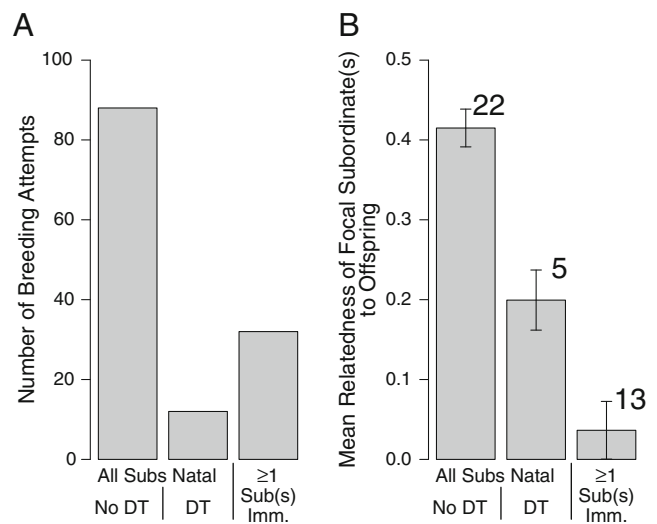 A
B
Number of Breeding Attempts
100
80
60
40
20
0
All Subs Natal
No DT
DT
≥1
Sub(s)
Imm.
Mean Relatedness of Focal Subordinate(s)
to Offspring
0.5
0.4
0.3
0.2
0.1
0.0
22
5
13
All Subs Natal
No DT
DT
≥1
Sub(s)
Imm.